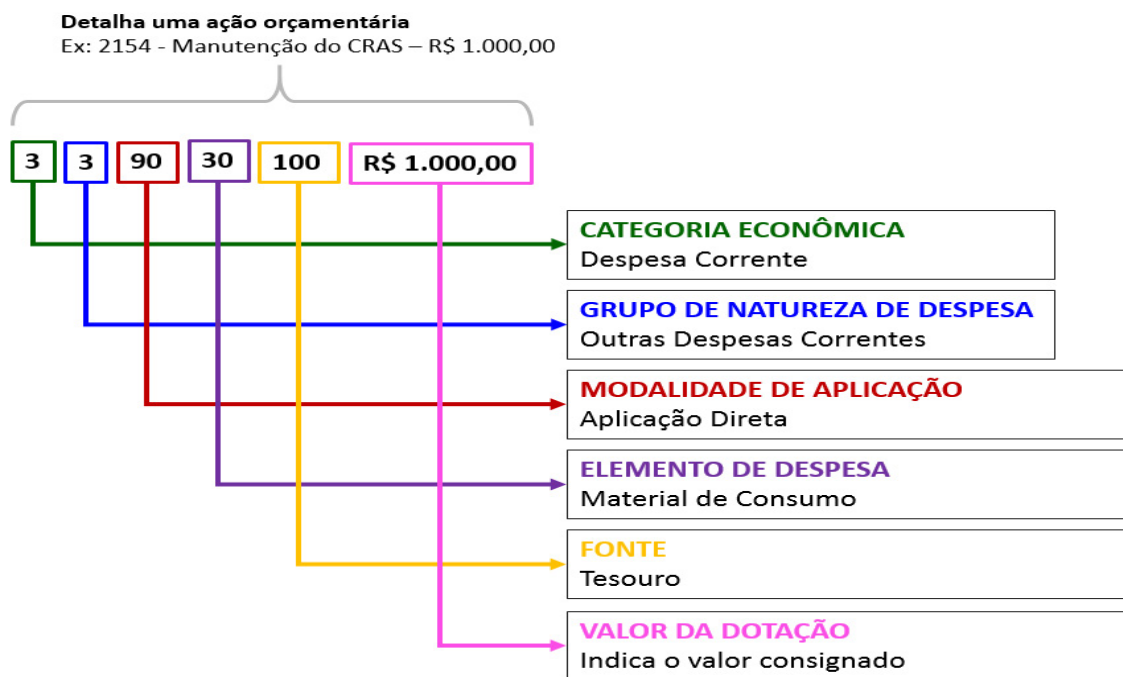 Detalha uma ação orçamentária
Ex: 2154 - Manutenção do CRAS – R$ 1.000,00
3 3 90 30 100 R$ 1.000,00
CATEGORIA ECONÔMICA
Despesa Corrente
GRUPO DE NATUREZA DE DESPESA
Outras Despesas Correntes
MODALIDADE DE APLICAÇÃO
Aplicação Direta
ELEMENTO DE DESPESA
Material de Consumo
FONTE
Tesouro
VALOR DA DOTAÇÃO
Indica o valor consignado